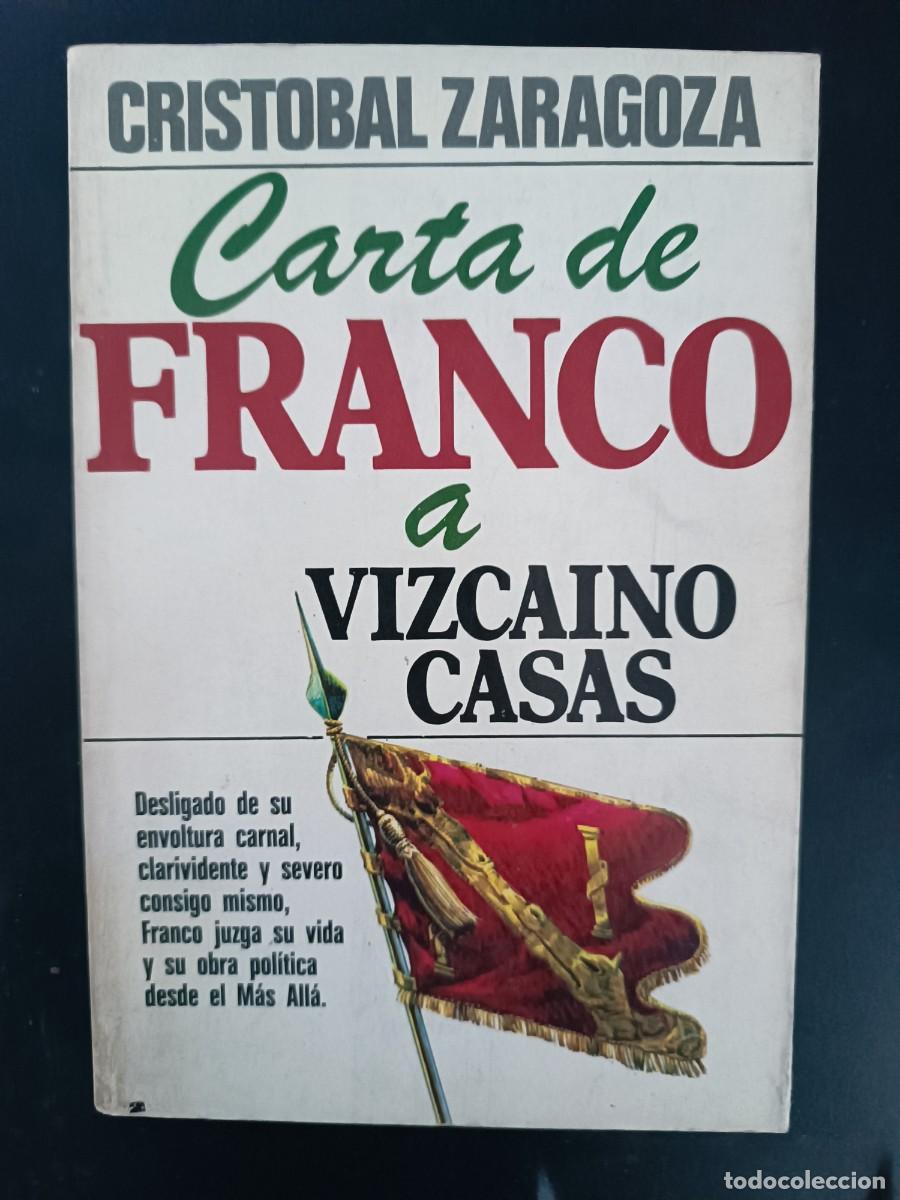 CRISTOBAL ZARAGOZA
Carta de
FRANCO
a
VIZCAINO
CASAS
Desligado de su
envoltura carnal,
clarividente y severo
consigo mismo,
Franco juzga su vida
y su obra política
desde el Más Allá.
todocoleccion